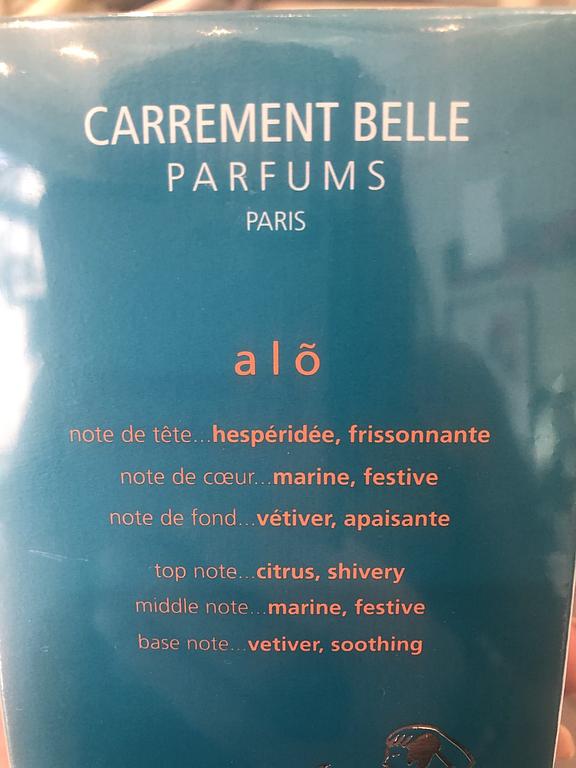 CARREMENT BELLE
PARFUMS
PARIS
alõ
note de tête...hespéridée, frissonnante
note de cœur...marine, festive
note de fond...vétiver, apaisante
top note...citrus, shivery
middle note...marine, festive
base note...vetiver, soothing